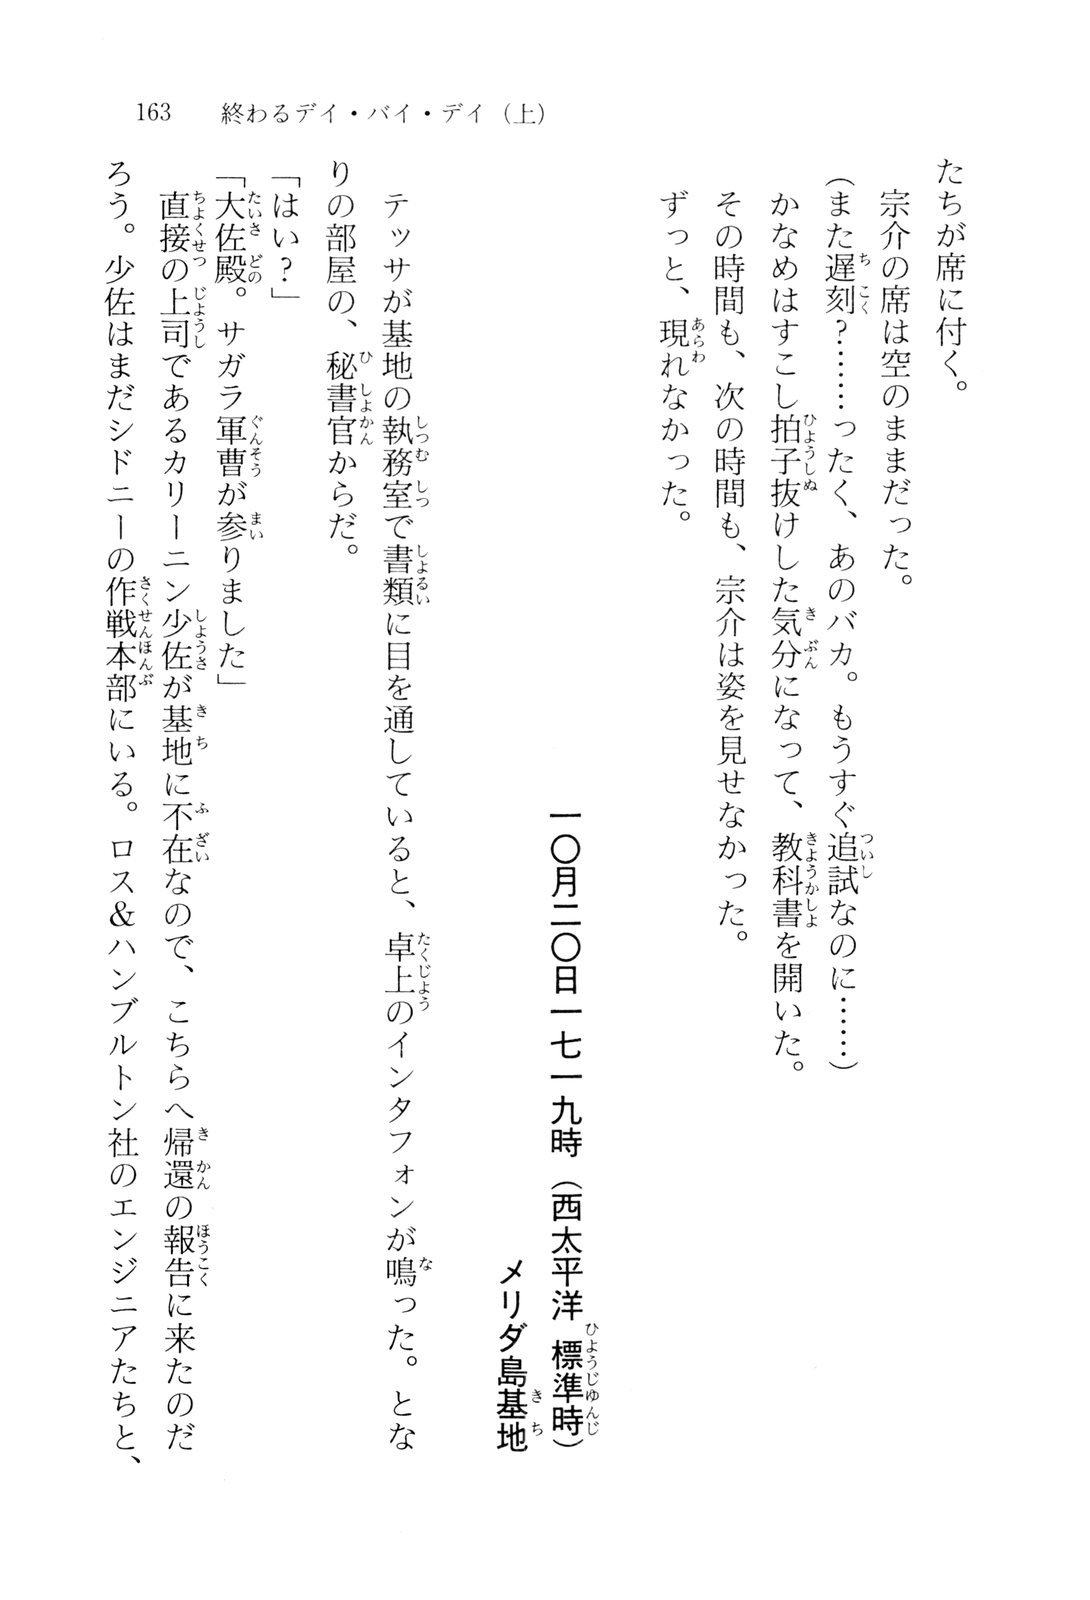 163　終わるデイ・バイ・デイ（上）
たちが席に付く。
宗介の席は空のままだった。
（また遅刻？……ったく、あのバカ。もうすぐ追試なのに……）
かなめはすこし拍子抜けした気分になって、教科書を開いた。
その時間も、次の時間も、宗介は姿を見せなかった。
ずっと、現れなかった。
一〇月二〇日一七一九時（西太平洋標準時）
メリダ島基地
テッサが基地の執務室で書類に目を通していると、卓上のインタフォンが鳴った。とな
りの部屋の、秘書官からだ。
「はい？」
「大佐殿。サガラ軍曹が参りました」
直接の上司であるカリーニン少佐が基地に不在なので、こちらへ帰還の報告に来たのだ
ろう。少佐はまだシドニーの作戦本部にいる。ロス＆ハンブルトン社のエンジニアたちと、